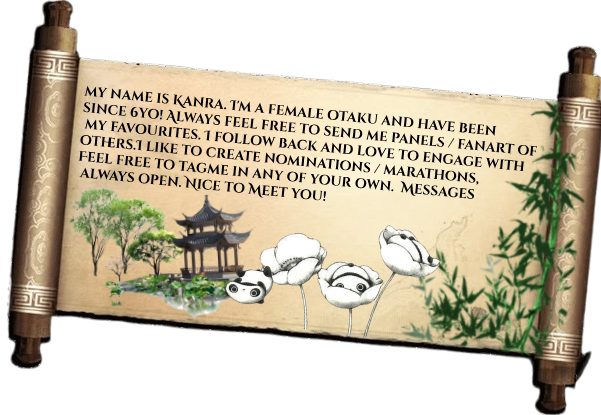 my name is Kanra. I'm a female otaku and have been
since 6yo! Always feel free to send me panels / fanart of
my favourites. I follow back and love to engage with
others.I like to create nominations / marathons,
Feel free to tagme in any of your own. Messages
always open. Nice to Meet you!